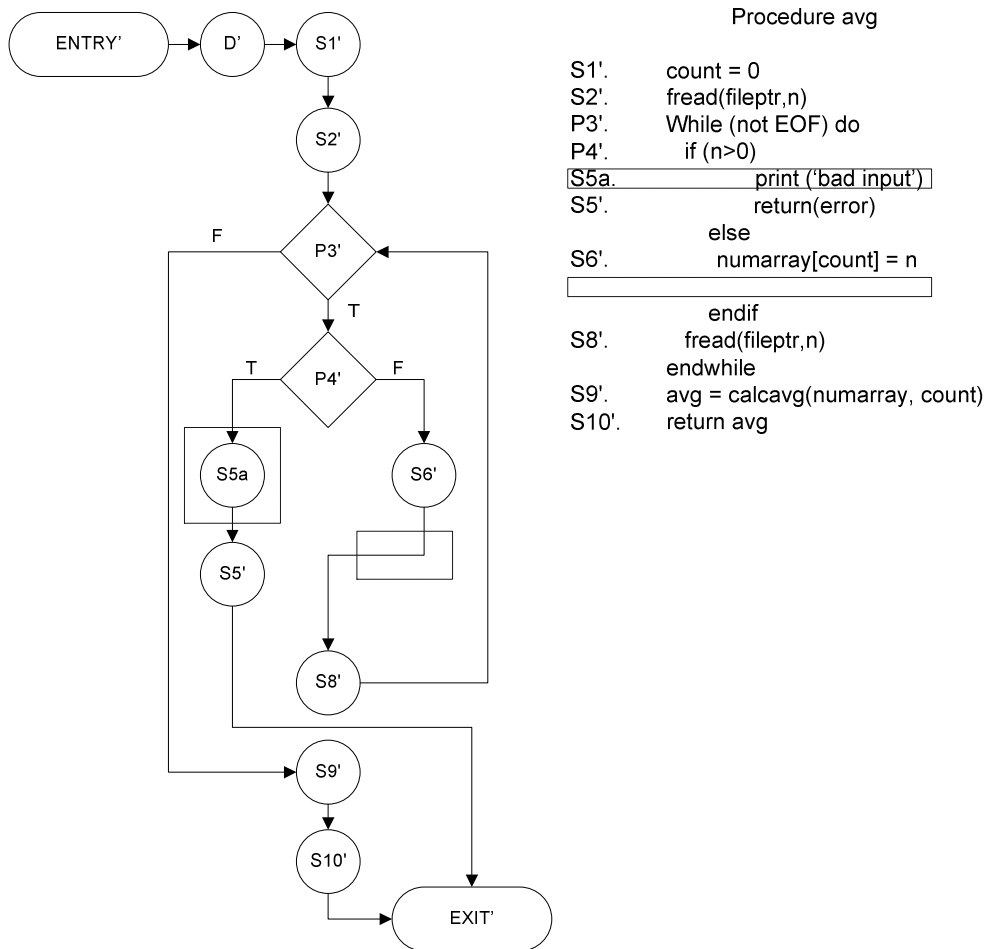 ENTRY’
D’
S1'
S2'
F
P3'
T
T
P4'
F
S5a
S6'
S5'
S8'
S9'
S10'
EXIT’
Procedure avg
S1'. count = 0
S2'. fread(fileptr,n)
P3'. While (not EOF) do
P4'. if (n>0)
S5a. print (‘bad input’)
S5'. return(error)
else
S6'. numarray[count] = n
endif
S8'. fread(fileptr,n)
endwhile
S9'. avg = calcavg(numarray, count)
S10'. return avg